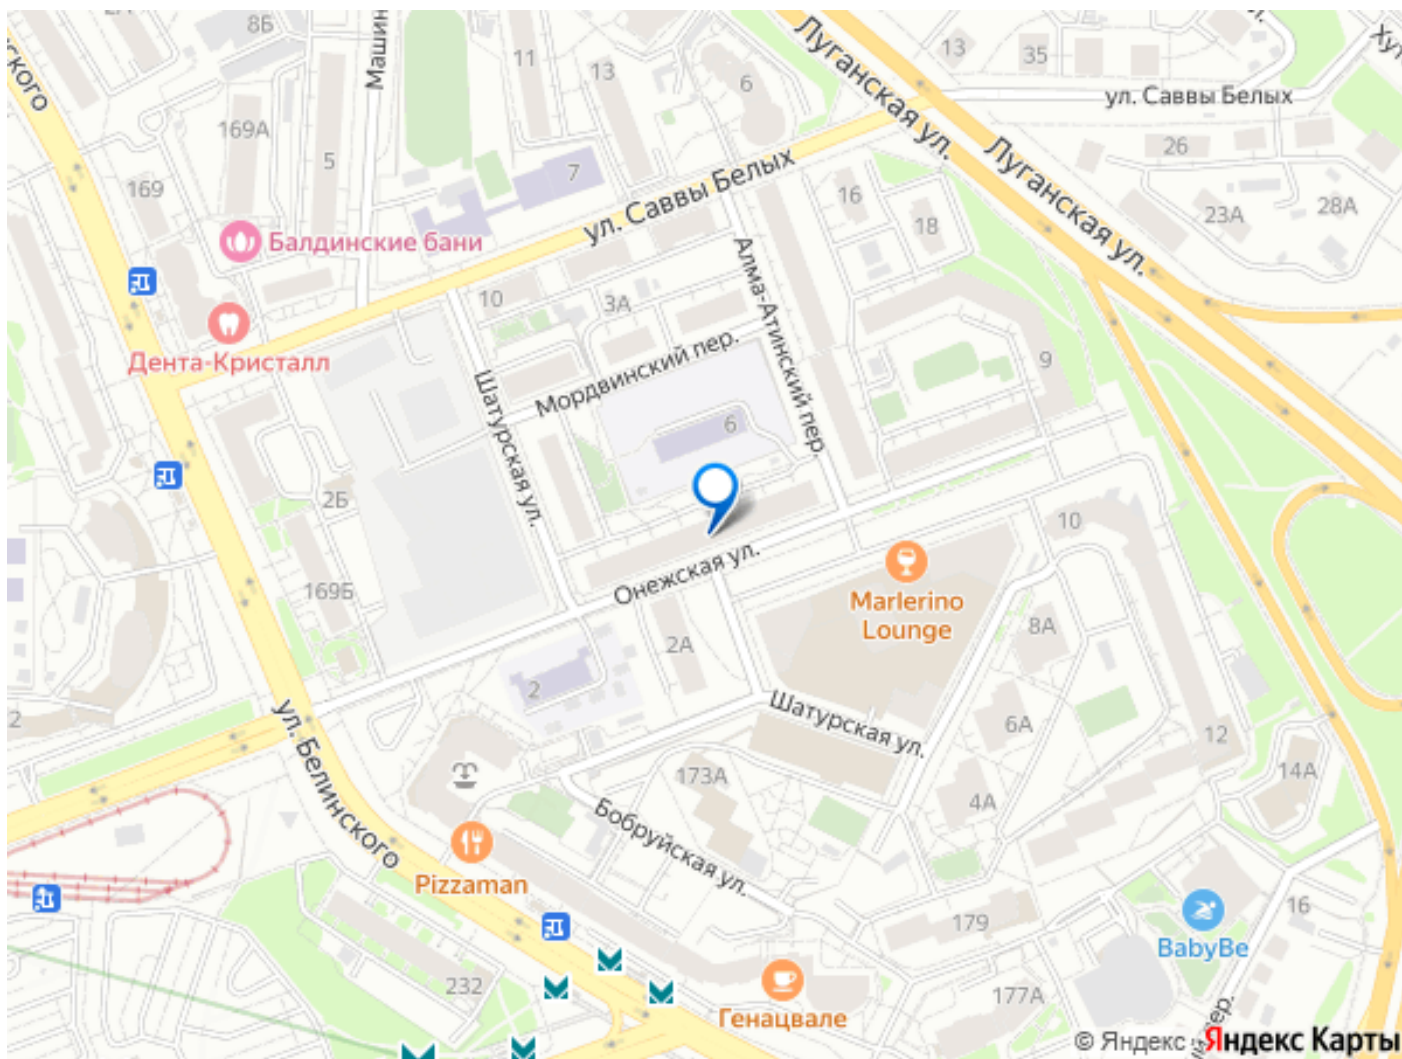 8Б
Машин
11
13
6
Луганская ул.
13
35
ул. Саввы Белых
Ху
169А
5
7
169
ул. Саввы Белых
16
18
Луганская ул.
26
23А
28А
Балдинские бани
10
3А
Алма-Атинский пер.
Дента-Кристалл
Мордвинский пер.
9
Шатурская ул.
6
2Б
169Б
Онежская ул.
10
Marlerino
Lounge
8А
2А
2
2
ул. Белинского
Шатурская ул.
6А
12
173А
4А
14А
Бобруйская ул.
Pizzaman
179
16
BabyBe
232
177А
Генацвале
пер.
© Яндекс
Яндекс Карты